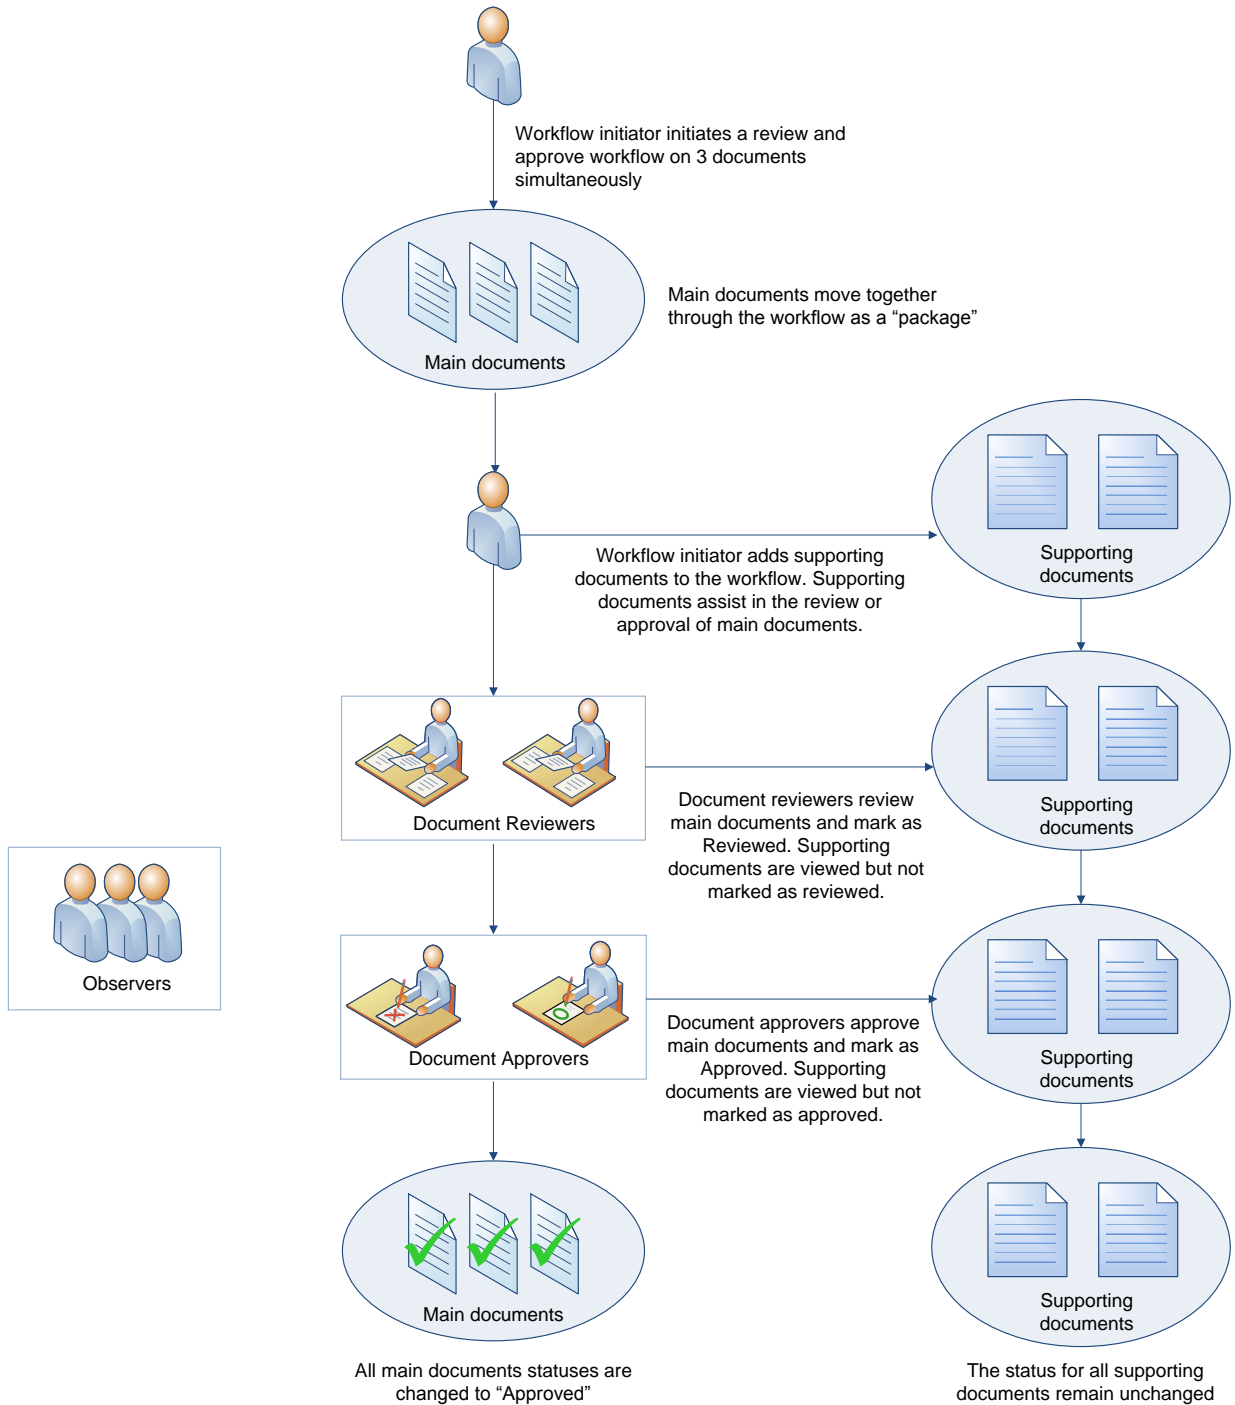 Workflow initiator initiates a review and
approve workflow on 3 documents
simultaneously
Main documents
Main documents move together
through the workflow as a “package”
Supporting
documents
Workflow initiator adds supporting
documents to the workflow. Supporting
documents assist in the review or
approval of main documents.
Document Reviewers
Document reviewers review
main documents and mark as
Reviewed. Supporting
documents are viewed but not
marked as reviewed.
Supporting
documents
Observers
Document Approvers
Document approvers approve
main documents and mark as
Approved. Supporting
documents are viewed but not
marked as approved.
Supporting
documents
Main documents
Supporting
documents
All main documents statuses are
changed to “Approved”
The status for all supporting
documents remain unchanged